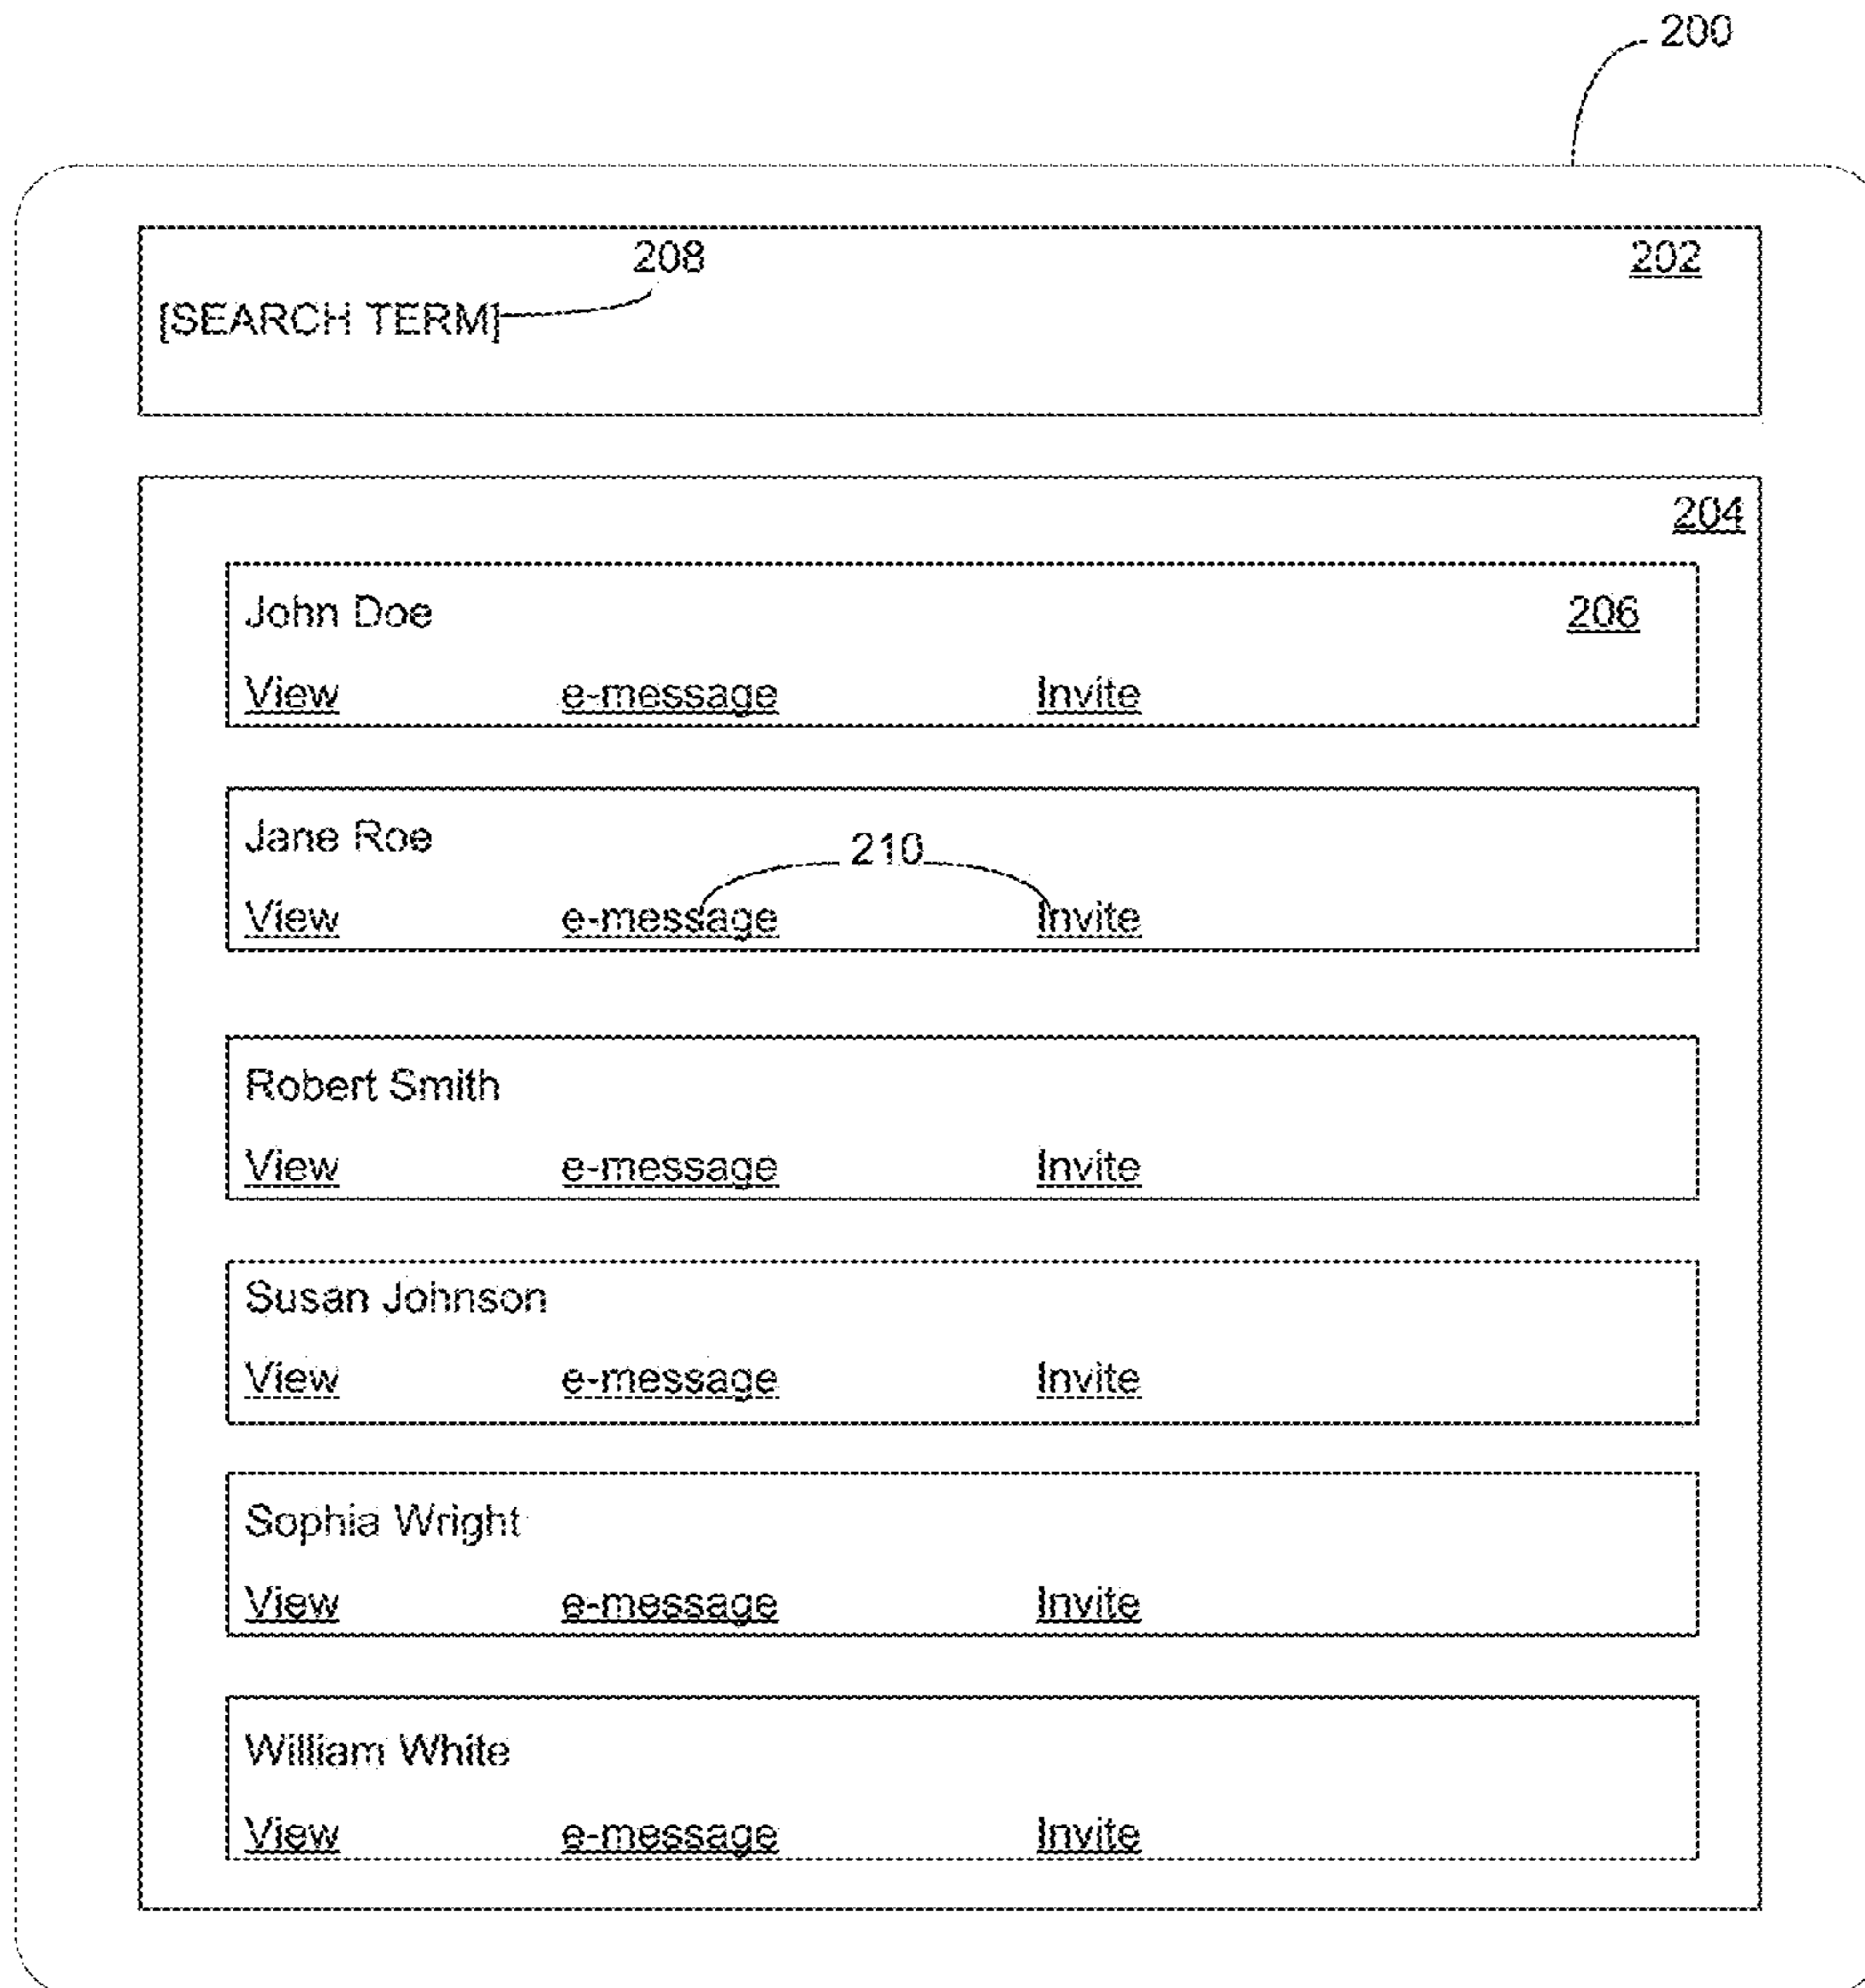 200
208 202
[SEARCH TERM]
204
John Doe 206
View e-message Invite
Jane Roe
210
View e-message Invite
Robert Smith
View e-message Invite
Susan Johnson
View e-message Invite
Sophia Wright
View e-message Invite
William White
View e-message Invite